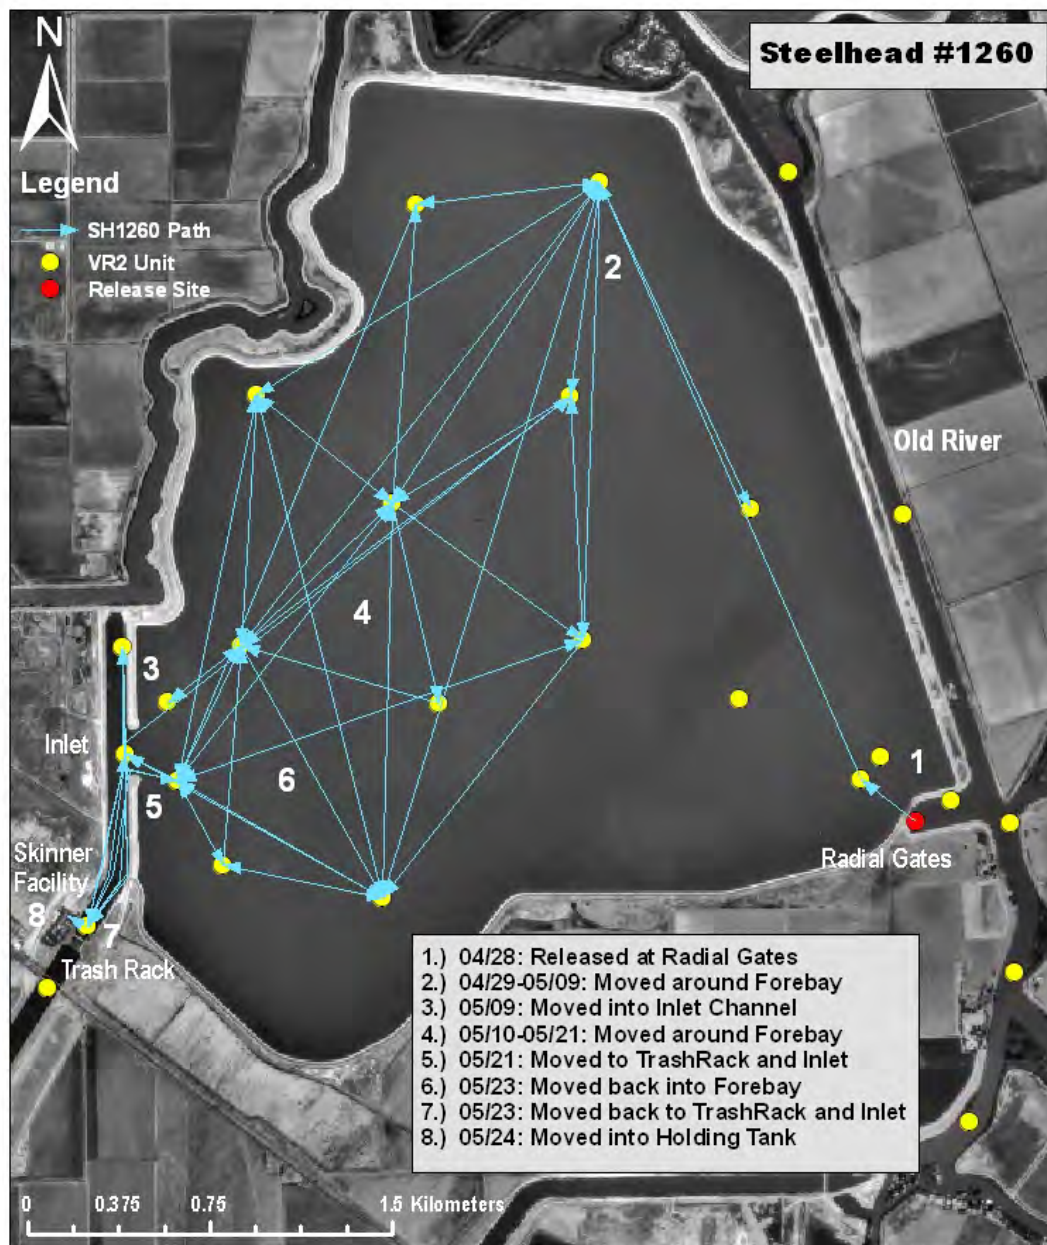 Steelhead #1260
N
Legend
SH1260 Path
VR2 Unit
Release Site
2
Old River
4
3
Inlet
1
5
6
Skinner
Facility
Radial Gates
8
7
Trash Rack
1.) 04/28: Released at Radial Gates
2.) 04/29-05/09: Moved around Forebay
3.) 05/09: Moved into Inlet Channel
4.) 05/10-05/21: Moved around Forebay
5.) 05/21: Moved to TrashRack and Inlet
6.) 05/23: Moved back into Forebay
7.) 05/23: Moved back to TrashRack and Inlet
8.) 05/24: Moved into Holding Tank
0 0.375 0.75 1.5 Kilometers